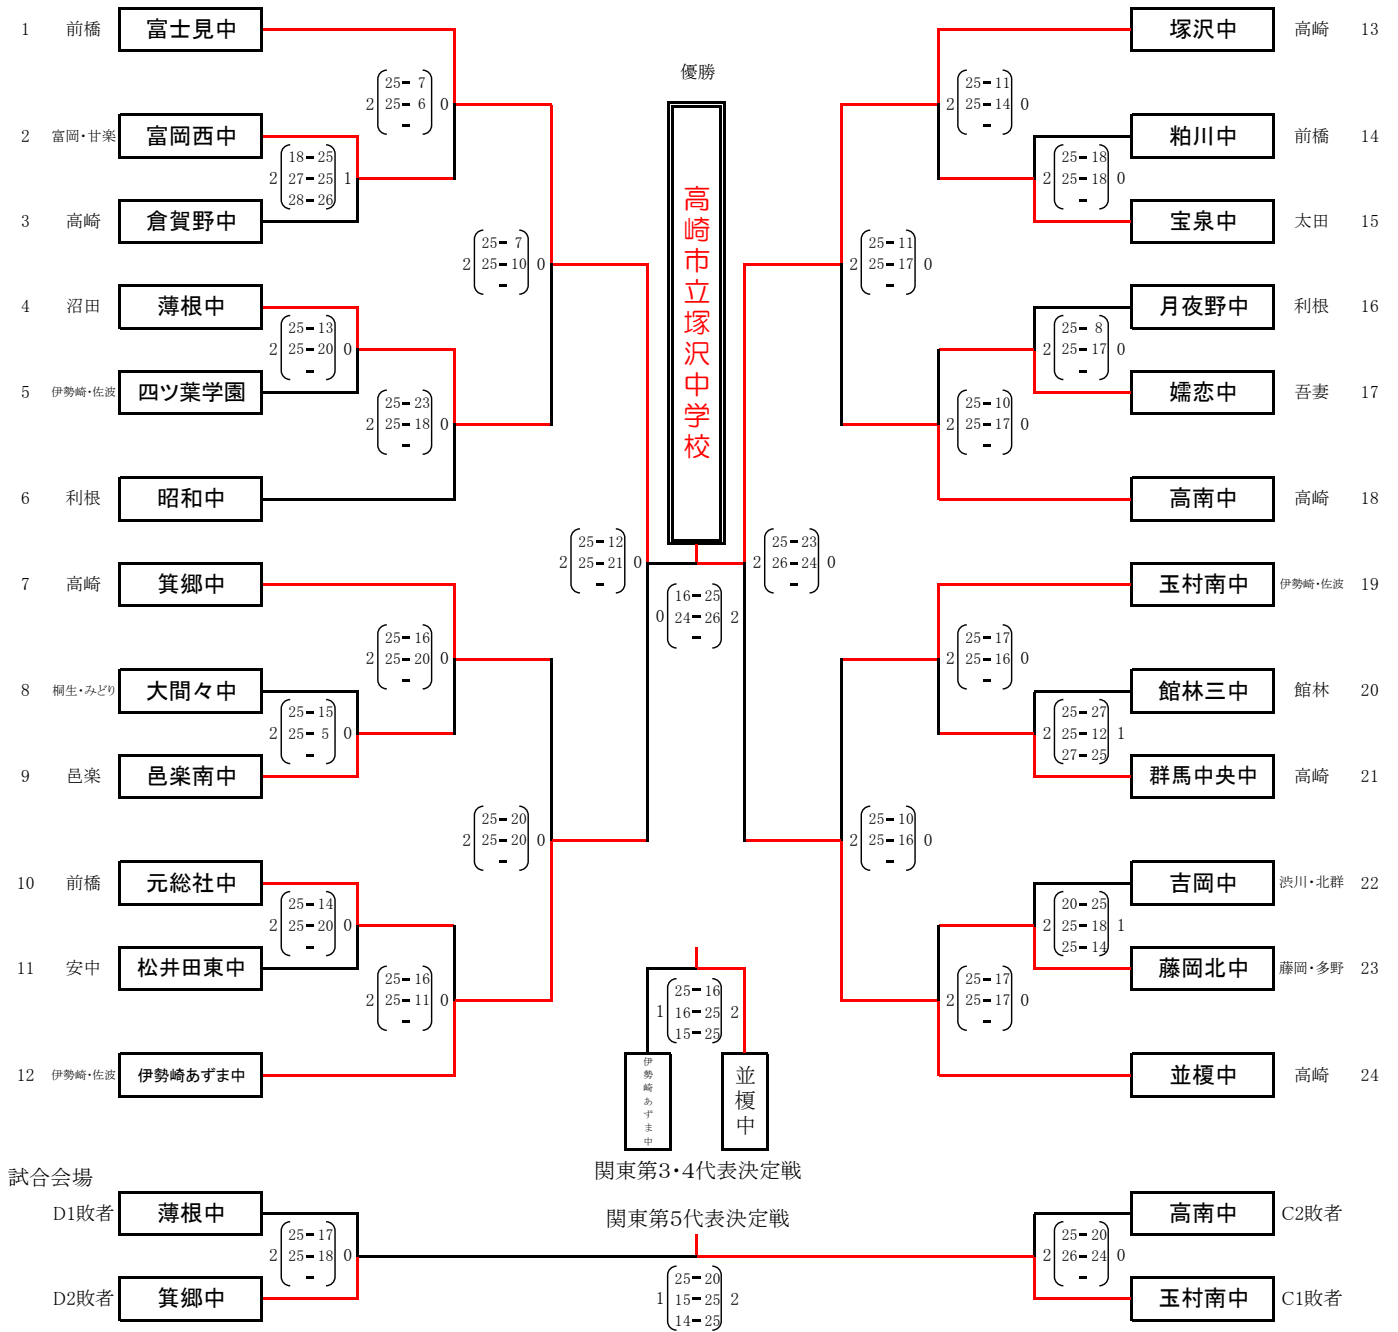 優勝
高崎市立塚沢中学校
1 前橋 富士見中
2 富岡・甘楽 富岡西中
3 高崎 倉賀野中
4 沼田 薄根中
5 伊勢崎・佐波 四ツ葉学園
6 利根 昭和中
7 高崎 箕郷中
8 桐生・みどり 大間々中
9 邑楽 邑楽南中
10 前橋 元総社中
11 安中 松井田東中
12 伊勢崎・佐波 伊勢崎あずま中
2 25- 7 0
25- 6
-
2 18-25 1
27-25
28-26
2 25- 7 0
25-10
-
2 25-13 0
25-20
-
2 25-23 0
25-18
-
2 25-12 0
25-21
-
2 25-16 0
25-20
-
2 25-15 0
25- 5
-
2 25-20 0
25-20
-
2 25-14 0
25-20
-
2 25-16 0
25-11
-
0 16-25 2
24-26
-
塚沢中 高崎 13
粕川中 前橋 14
宝泉中 太田 15
月夜野中 利根 16
嬬恋中 吾妻 17
高南中 高崎 18
玉村南中 伊勢崎・佐波 19
館林三中 館林 20
群馬中央中 高崎 21
吉岡中 渋川・北群 22
藤岡北中 藤岡・多野 23
並榎中 高崎 24
2 25-11 0
25-14
-
2 25-18 0
25-18
-
2 25-11 0
25-17
-
2 25- 8 0
25-17
-
2 25-10 0
25-17
-
2 25-23 0
26-24
-
2 25-17 0
25-16
-
2 25-27 1
25-12
27-25
2 25-10 0
25-16
-
2 20-25 1
25-18
25-14
2 25-17 0
25-17
-
1 25-16 2
16-25
15-25
伊勢崎あずま中
並榎中
関東第3・4代表決定戦
試合会場
関東第5代表決定戦
D1敗者 薄根中
D2敗者 箕郷中
2 25-17 0
25-18
-
1 25-20 2
15-25
14-25
2 25-20 0
26-24
-
高南中 C2敗者
玉村南中 C1敗者